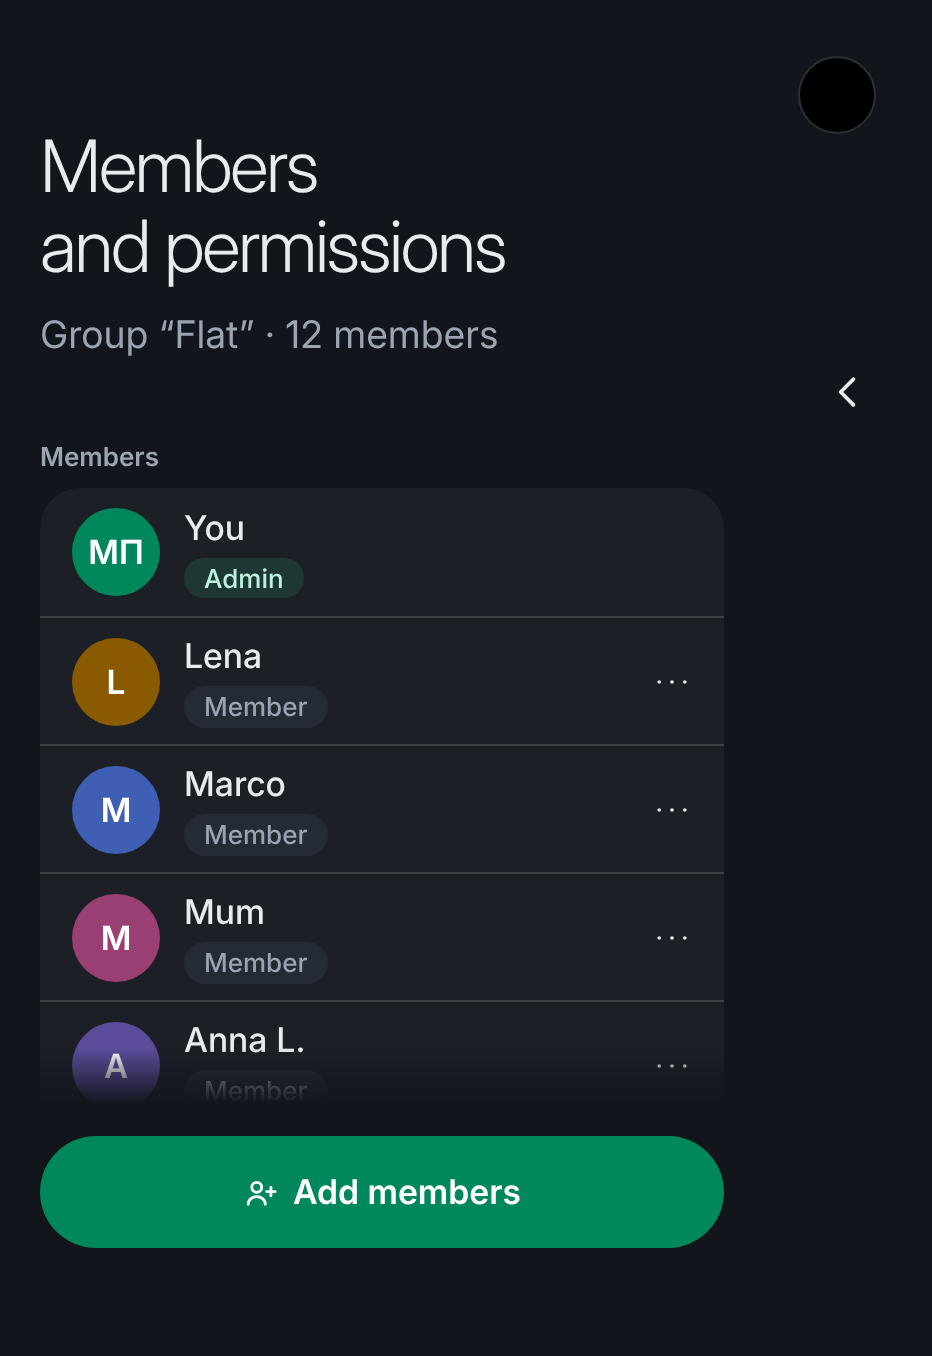 Members
and permissions
Group “Flat” · 12 members
Members
МП
You
Admin
L
Lena
Member
M
Marco
Member
M
Mum
Member
A
Anna L.
Member
Add members